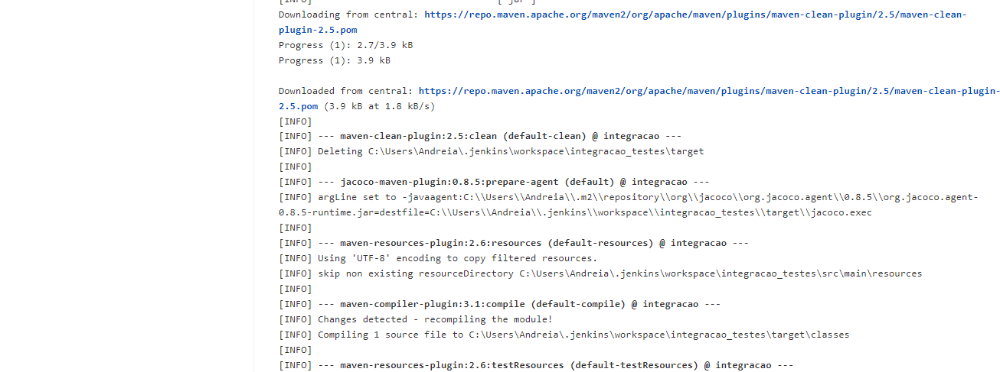 [INFO] [ jar ]
Downloading from central: https://repo.maven.apache.org/maven2/org/apache/maven/plugins/maven-clean-plugin/2.5/maven-clean-
plugin-2.5.pom
Progress (1): 2.7/3.9 kB
Progress (1): 3.9 kB
Downloaded from central: https://repo.maven.apache.org/maven2/org/apache/maven/plugins/maven-clean-plugin/2.5/maven-clean-plugin-
2.5.pom (3.9 kB at 1.8 kB/s)
[INFO]
[INFO] --- maven-clean-plugin:2.5:clean (default-clean) @ integracao ---
[INFO] Deleting C:\Users\Andreia\.jenkins\workspace\integracao_testes\target
[INFO]
[INFO] --- jacoco-maven-plugin:0.8.5:prepare-agent (default) @ integracao ---
[INFO] argLine set to -javaagent:C:\\Users\\Andreia\\.m2\\repository\\org\\jacoco\\org.jacoco.agent\\0.8.5\\org.jacoco.agent-
0.8.5-runtime.jar=destfile=C:\\Users\\Andreia\\.jenkins\\workspace\\integracao_testes\\target\\jacoco.exec
[INFO]
[INFO] --- maven-resources-plugin:2.6:resources (default-resources) @ integracao ---
[INFO] Using 'UTF-8' encoding to copy filtered resources.
[INFO] skip non existing resourceDirectory C:\Users\Andreia\.jenkins\workspace\integracao_testes\src\main\resources
[INFO]
[INFO] --- maven-compiler-plugin:3.1:compile (default-compile) @ integracao ---
[INFO] Changes detected - recompiling the module!
[INFO] Compiling 1 source file to C:\Users\Andreia\.jenkins\workspace\integracao_testes\target\classes
[INFO]
[INFO] --- maven-resources-plugin:2.6:testResources (default-testResources) @ integracao ---